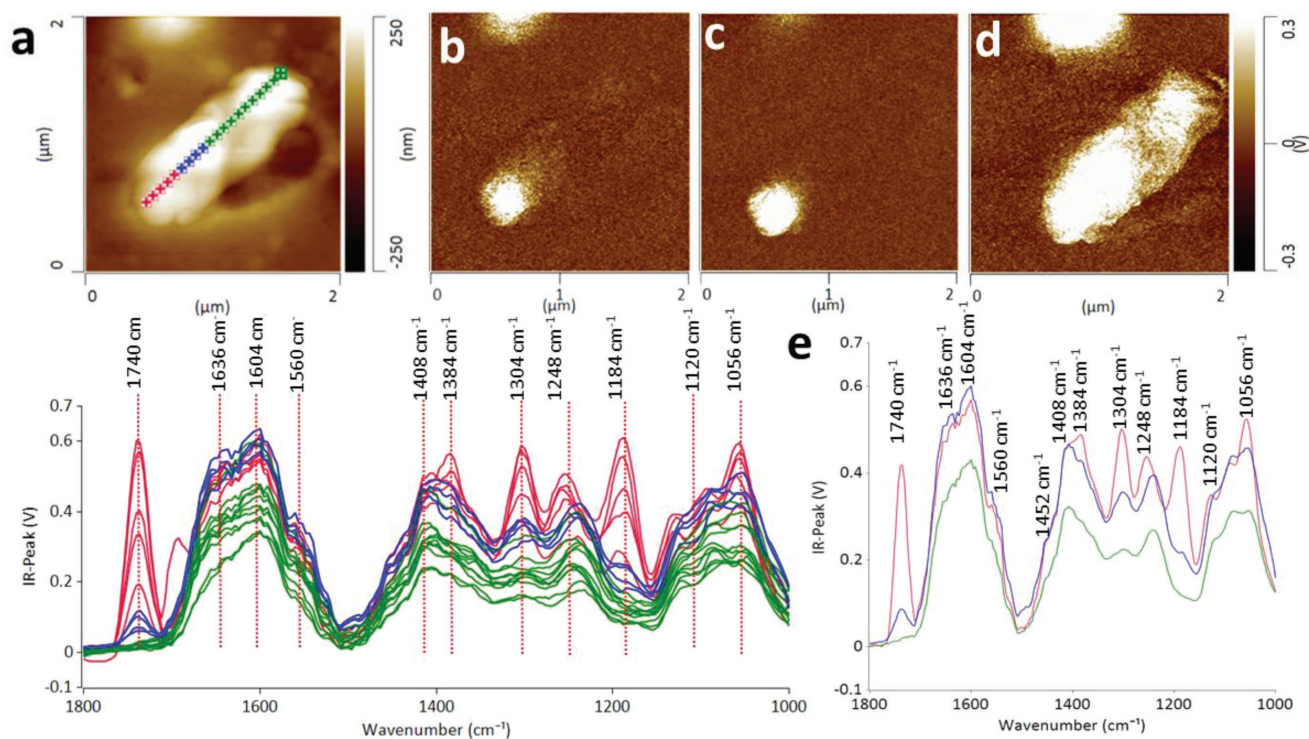 a
b
c
d
2
(µm)
0
0
(µm)
2
250
(nm)
-250
0
1
(µm)
2
0
1
(µm)
2
0
1
(µm)
2
0.3
0
(V)
-0.3
1740 cm⁻
1636 cm⁻
1604 cm⁻
1560 cm⁻
1408 cm⁻¹
1384 cm⁻¹
1304 cm⁻¹
1248 cm⁻¹
1184 cm⁻¹
1120 cm⁻¹
1056 cm⁻¹
IR-Peak (V)
0.7
0.6
0.4
0.2
0
-0.1
1800
1600
1400
1200
1000
Wavenumber (cm⁻¹)
e
1740 cm⁻¹
1636 cm⁻¹
1604 cm⁻¹
1560 cm⁻¹
1452 cm⁻¹
1408 cm⁻¹
1384 cm⁻¹
1304 cm⁻¹
1248 cm⁻¹
1184 cm⁻¹
1120 cm⁻¹
1056 cm⁻¹
IR-Peak (V)
0.7
0.6
0.4
0.2
0
-0.1
1800
1600
1400
1200
1000
Wavenumber (cm⁻¹)